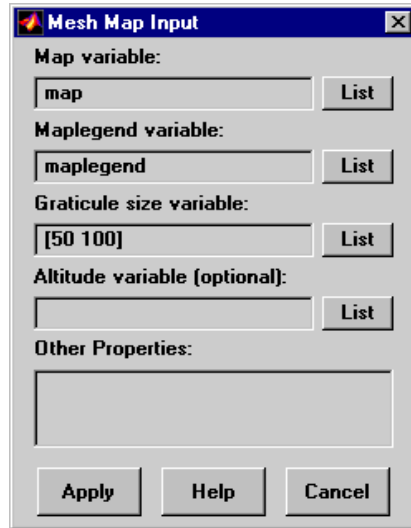 Mesh Map Input
Map variable:
map List
Maplegend variable:
maplegend List
Graticule size variable:
[50 100] List
Altitude variable (optional):
List
Other Properties:
Apply Help Cancel